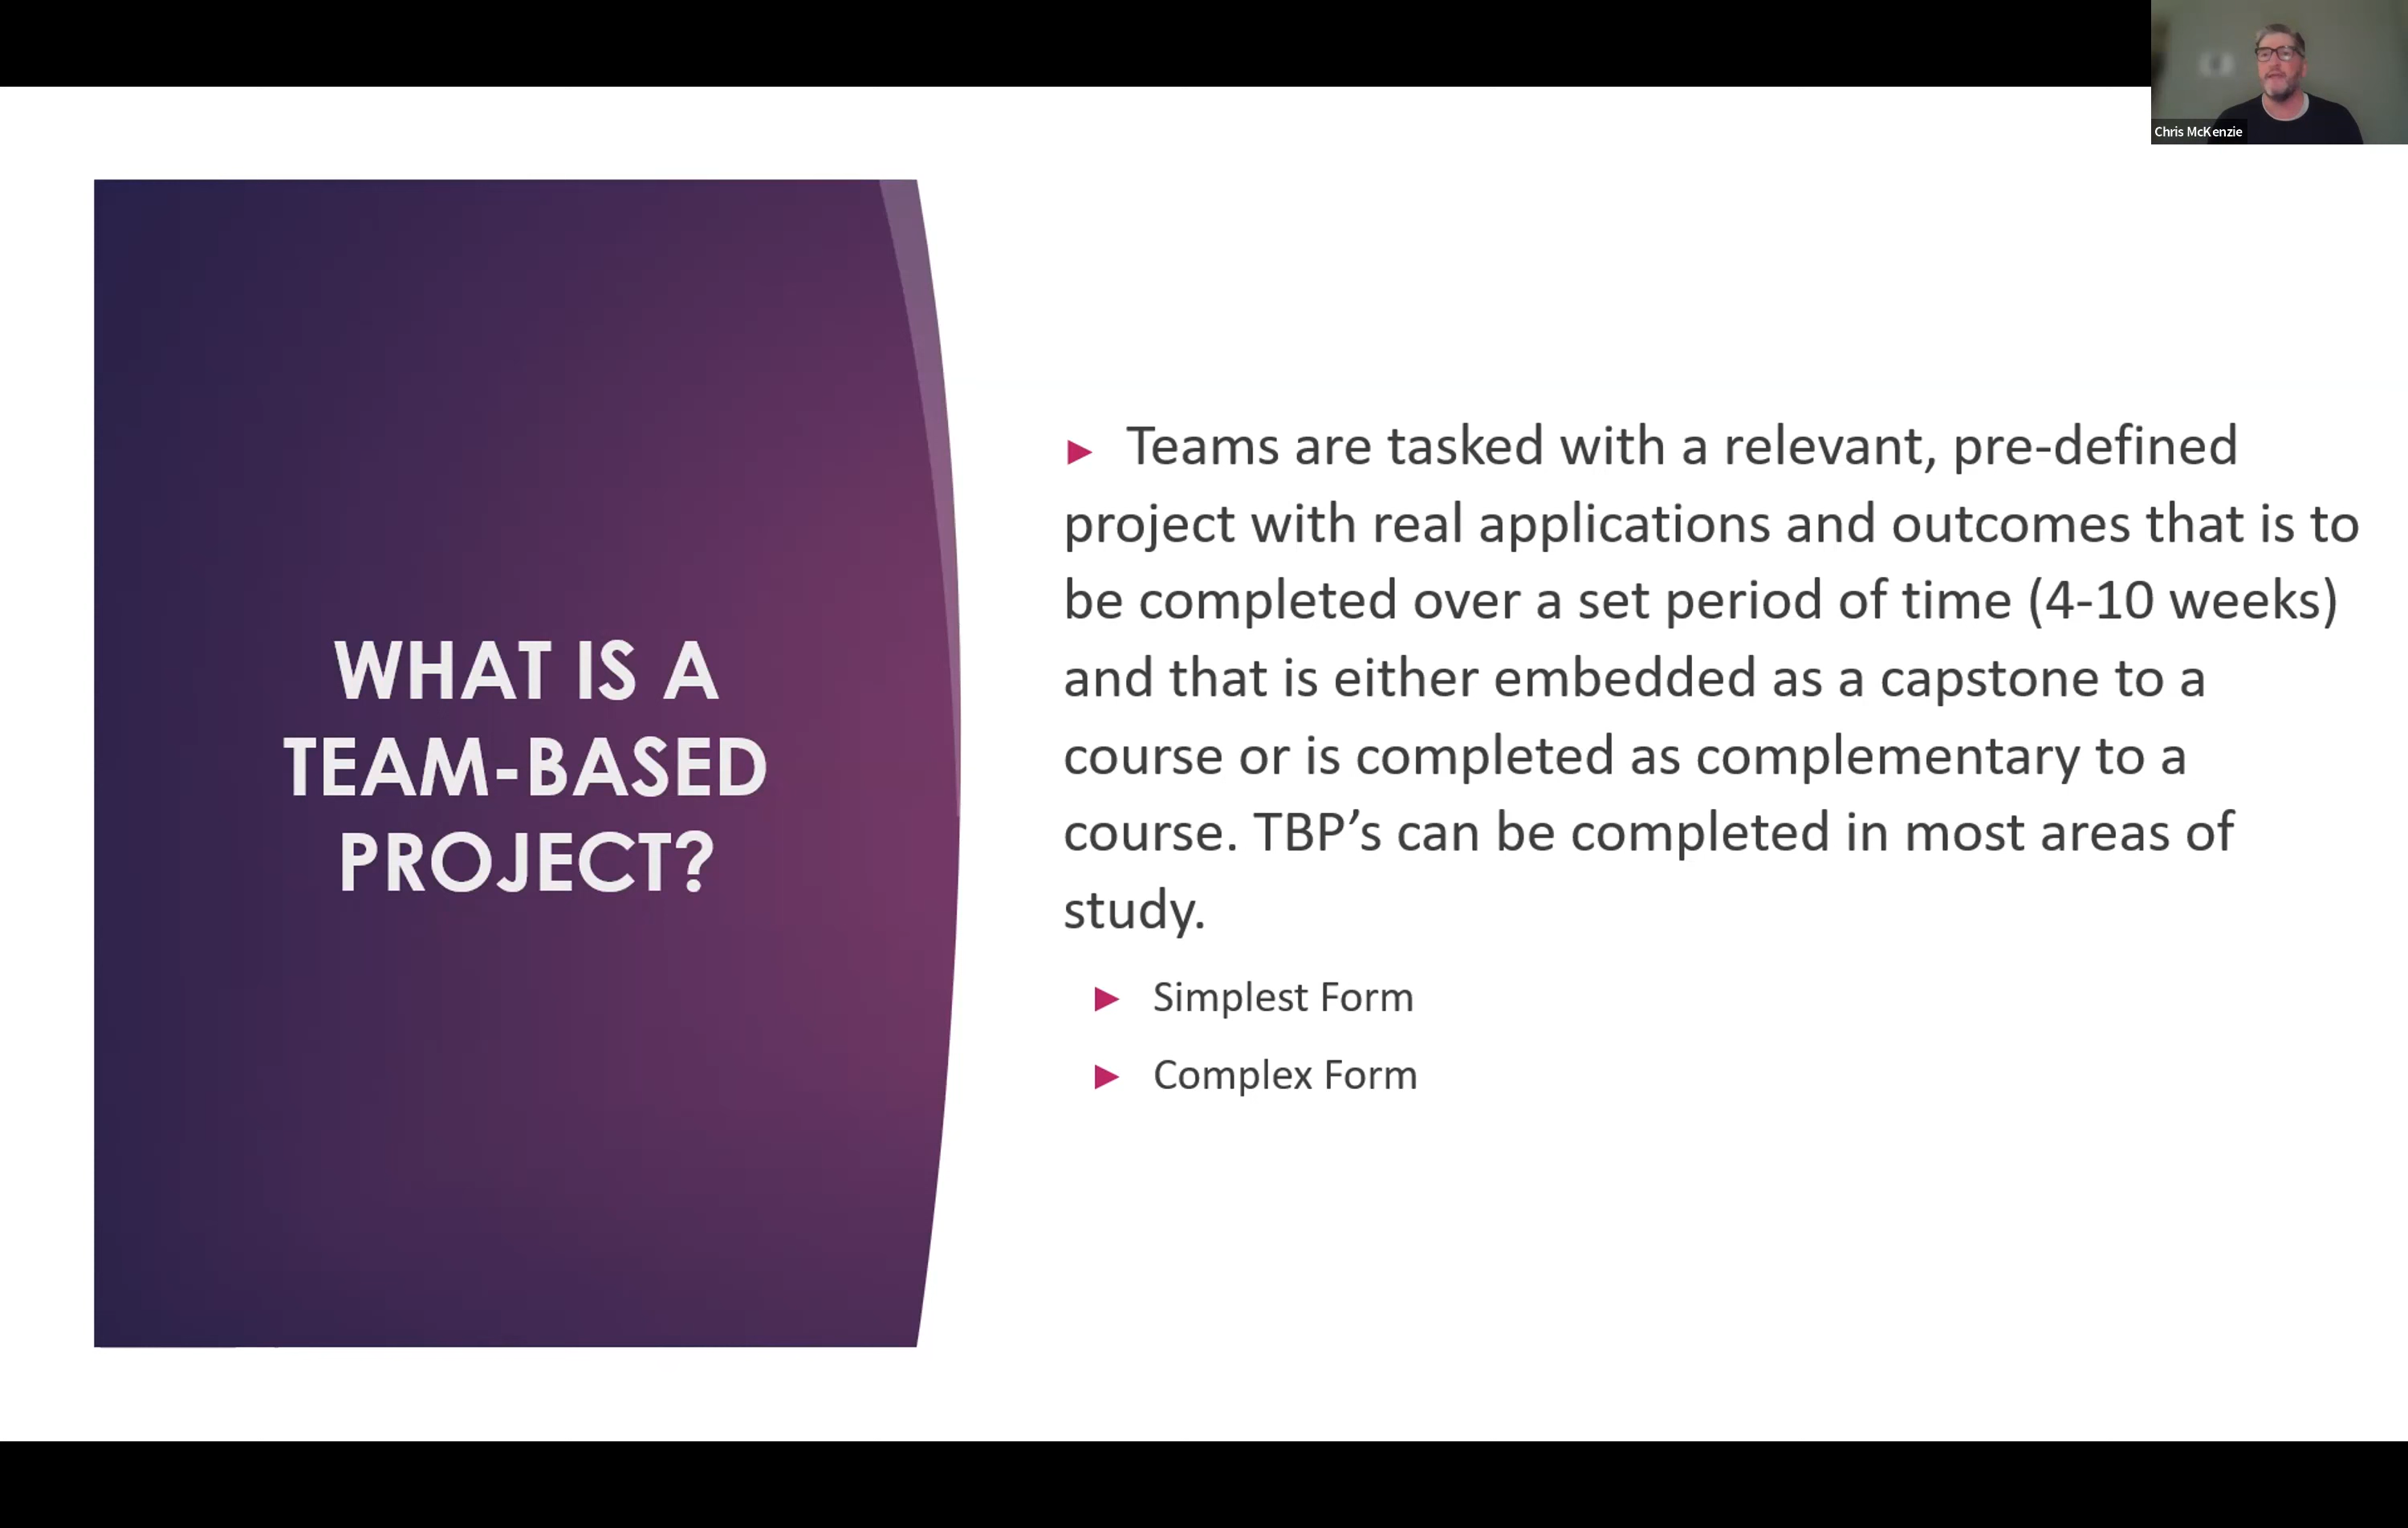 Chris McKenzie
WHAT IS A
TEAM-BASED
PROJECT?
Teams are tasked with a relevant, pre-defined
project with real applications and outcomes that is to
be completed over a set period of time (4-10 weeks)
and that is either embedded as a capstone to a
course or is completed as complementary to a
course. TBP’s can be completed in most areas of
study.
Simplest Form
Complex Form